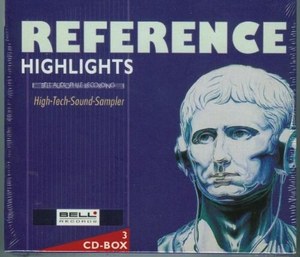 REFERENCE
HIGHLIGHTS
High-Tech-Sound-Sampler
BELL
RECORDS
3
CD-BOX